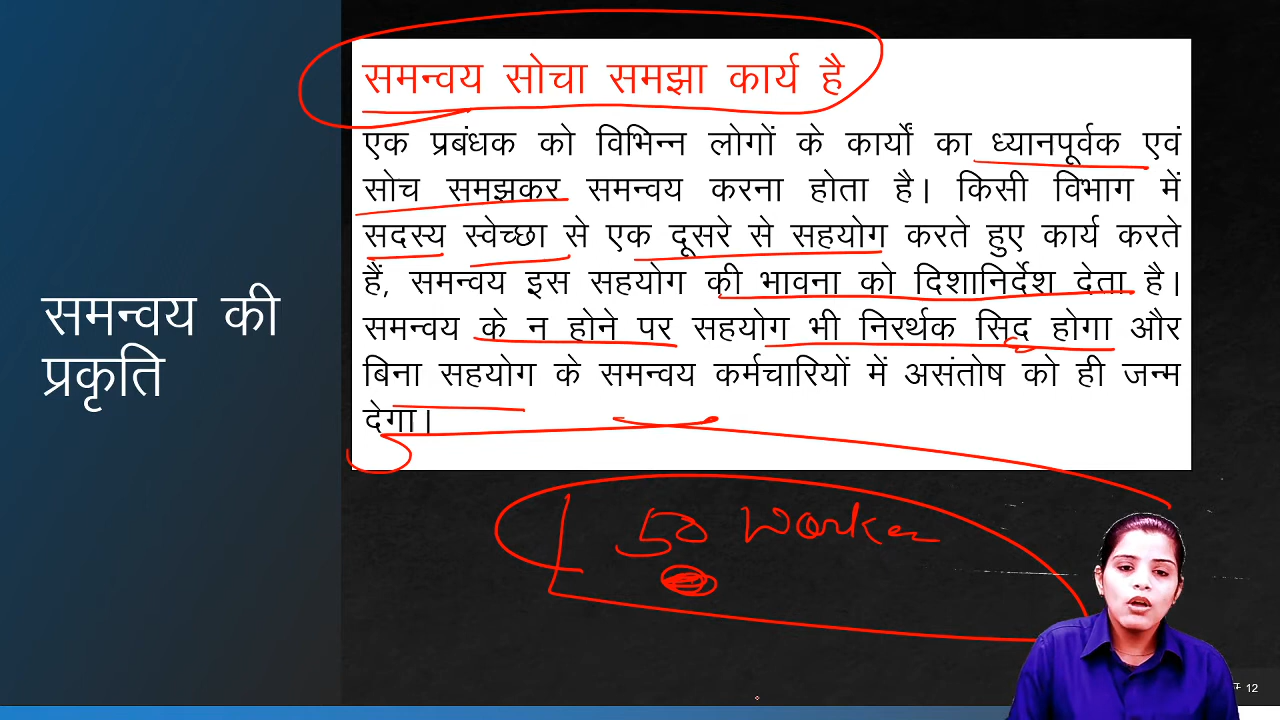 समन्वय की
प्रकृति
समन्वय सोचा समझा कार्य है
एक प्रबंधक को विभिन्न लोगों के कार्यों का ध्यानपूर्वक एवं
सोच समझकर समन्वय करना होता है। किसी विभाग में
सदस्य स्वेच्छा से एक दूसरे से सहयोग करते हुए कार्य करते
हैं, समन्वय इस सहयोग की भावना को दिशानिर्देश देता है।
समन्वय के न होने पर सहयोग भी निरर्थक सिद होगा और
बिना सहयोग के समन्वय कर्मचारियों में असंतोष को ही जन्म
देगा।
50 Worker
12